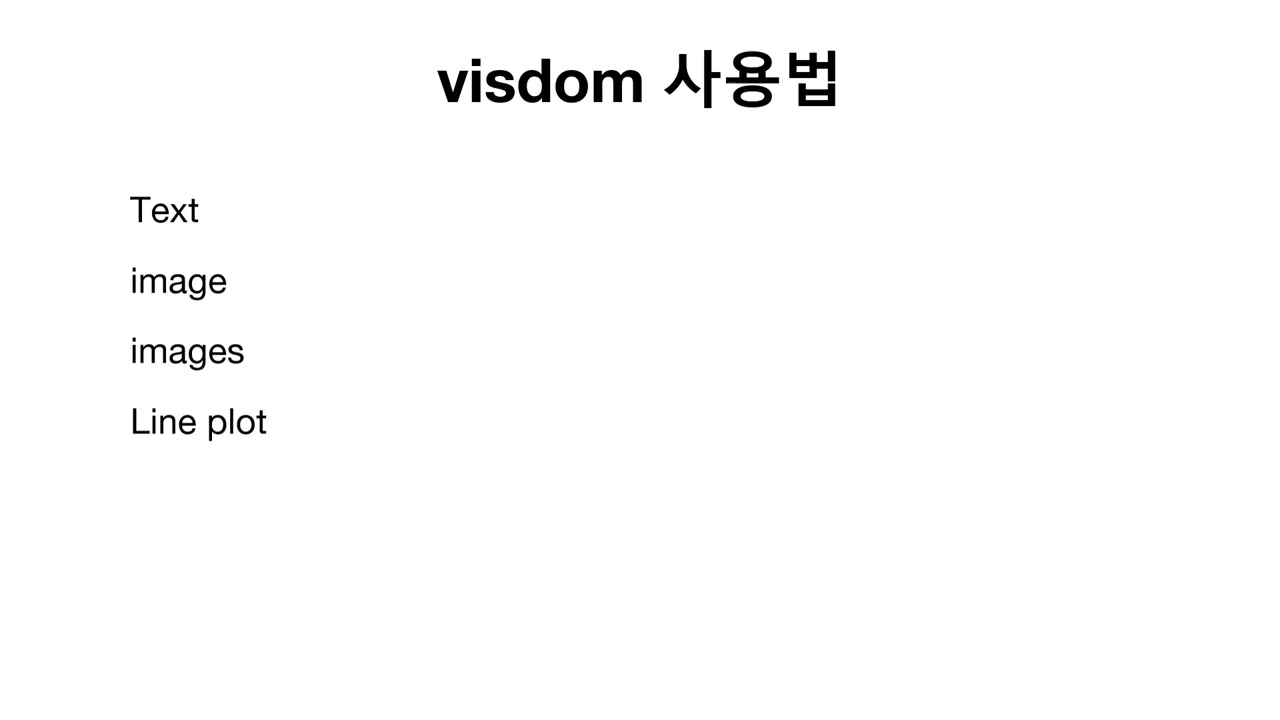 visdom 사용법
Text
image
images
Line plot